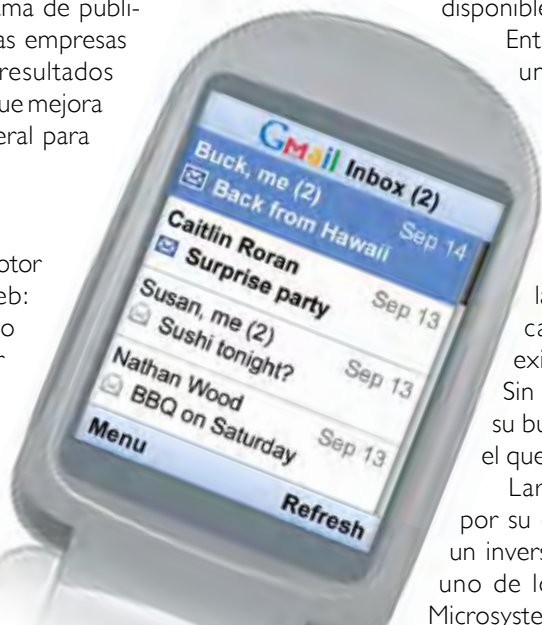 ama de publi-
as empresas
resultados
que mejora
eral para
otor
eb:
o
r
Gmail Inbox (2)
Buck, me (2)
Back from Hawaii Sep 14
Caitlin Roran
Surprise party Sep 13
Susan, me (2)
Sushi tonight? Sep 13
Nathan Wood
BBQ on Saturday Sep 13
Menu
Refresh
disponible
Ent
un
la
ca
exi
Sin
su bu
el que
Lar
por su
un invers
uno de lo
Microsystem